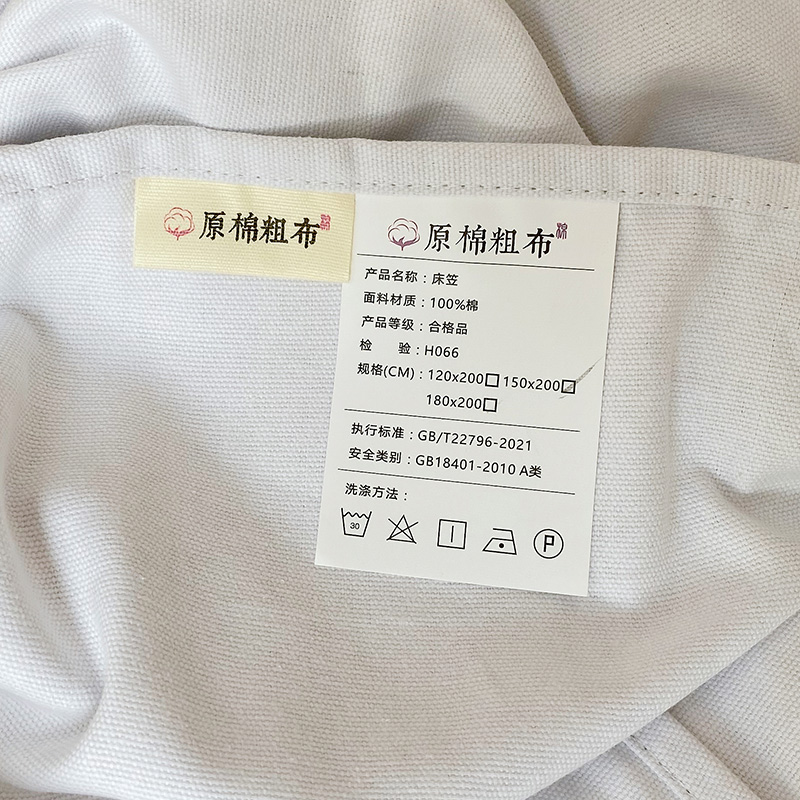 原棉粗布
原棉粗布棉
产品名称：床笠
面料材质：100%棉
产品等级：合格品
检 验：H066
规格(CM)：120x200□ 150x200☑
180x200□
执行标准：GB/T22796-2021
安全类别：GB18401-2010 A类
洗涤方法：
30
P